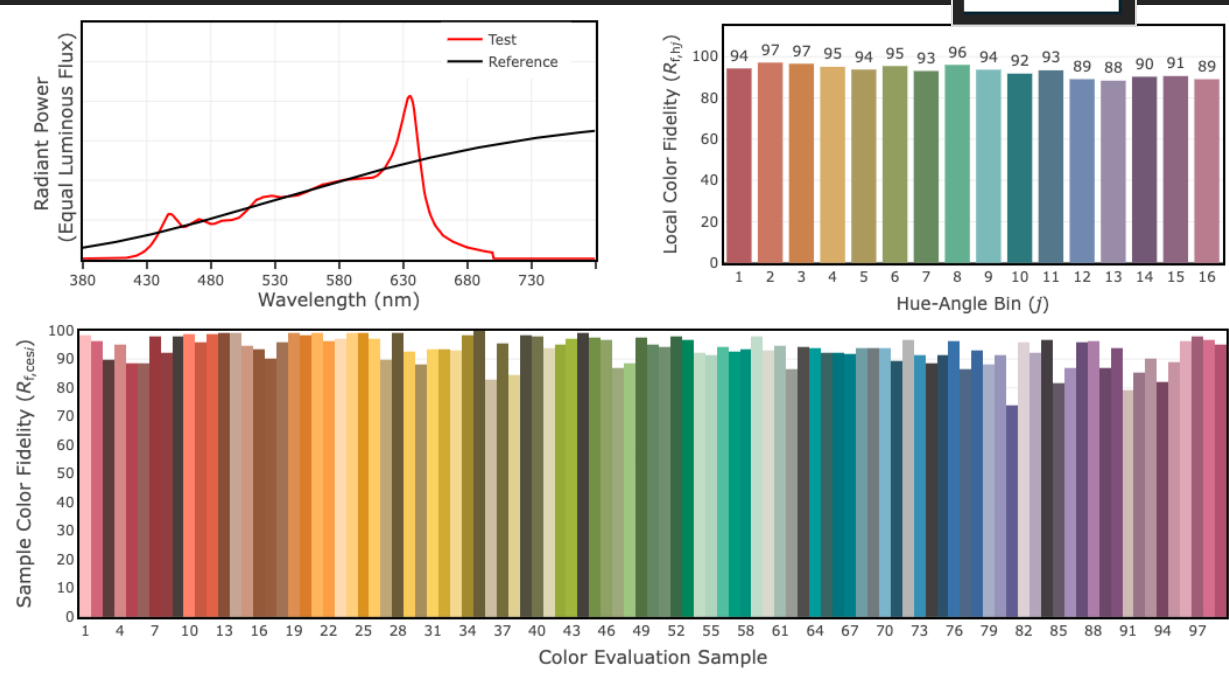 Radiant Power
(Equal Luminous Flux)
Test
Reference
380 430 480 530 580 630 680 730
Wavelength (nm)
Local Color Fidelity (Rf,hj)
100
80
60
40
20
0
94 97 97 95 94 95 93 96 94 92 93 89 88 90 91 89
1 2 3 4 5 6 7 8 9 10 11 12 13 14 15 16
Hue-Angle Bin (j)
Sample Color Fidelity (Rf,cesi)
100
90
80
70
60
50
40
30
20
10
0
1 4 7 10 13 16 19 22 25 28 31 34 37 40 43 46 49 52 55 58 61 64 67 70 73 76 79 82 85 88 91 94 97
Color Evaluation Sample